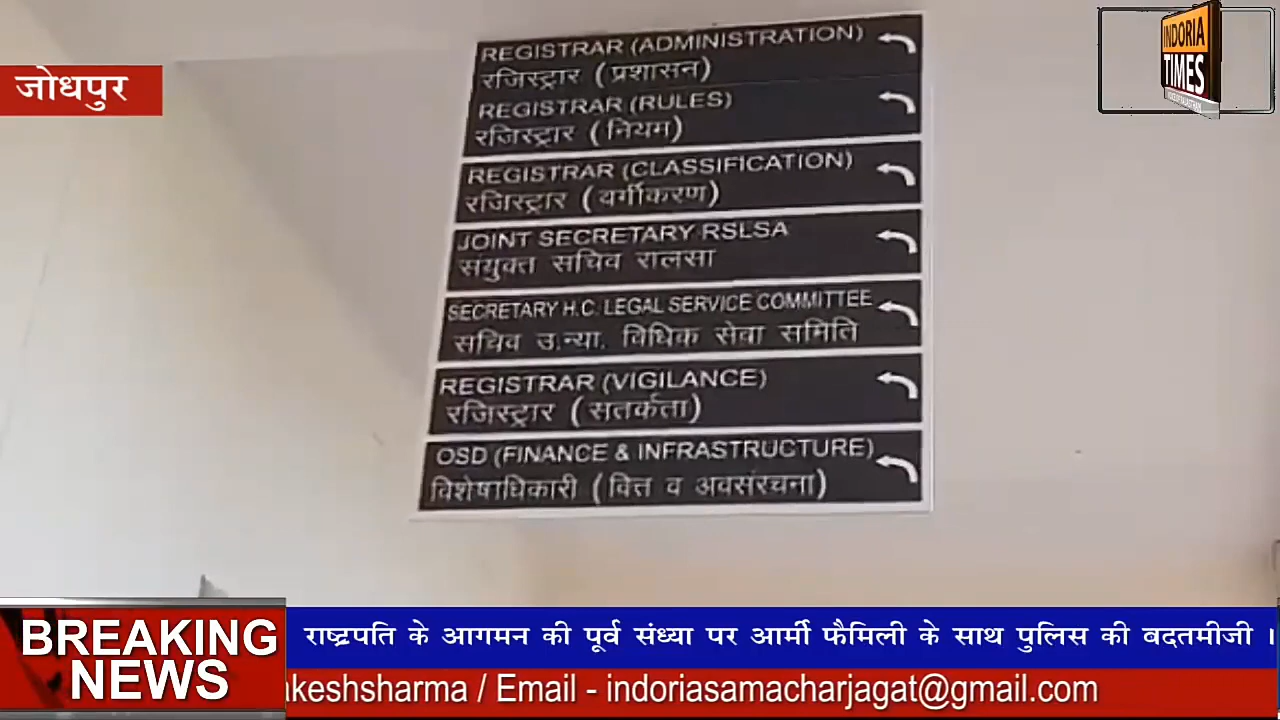 जोधपुर
INDORIA
TIMES
REGISTRAR (ADMINISTRATION)
रजिस्ट्रार (प्रशासन)
REGISTRAR (RULES)
रजिस्ट्रार (नियम)
REGISTRAR (CLASSIFICATION)
रजिस्ट्रार (वर्गीकरण)
JOINT SECRETARY RSLSA
संयुक्त सचिव रालसा
SECRETARY H.C. LEGAL SERVICE COMMITTEE
सचिव उ.न्या. विधिक सेवा समिति
REGISTRAR (VIGILANCE)
रजिस्ट्रार (सतर्कता)
OSD (FINANCE & INFRASTRUCTURE)
विशेषाधिकारी (वित्त व अवसंरचना)
BREAKING
NEWS
राष्ट्रपति के आगमन की पूर्व संध्या पर आर्मी फैमिली के साथ पुलिस की बदतमीजी ।
akeshsharma / Email - indoriasamacharjagat@gmail.com